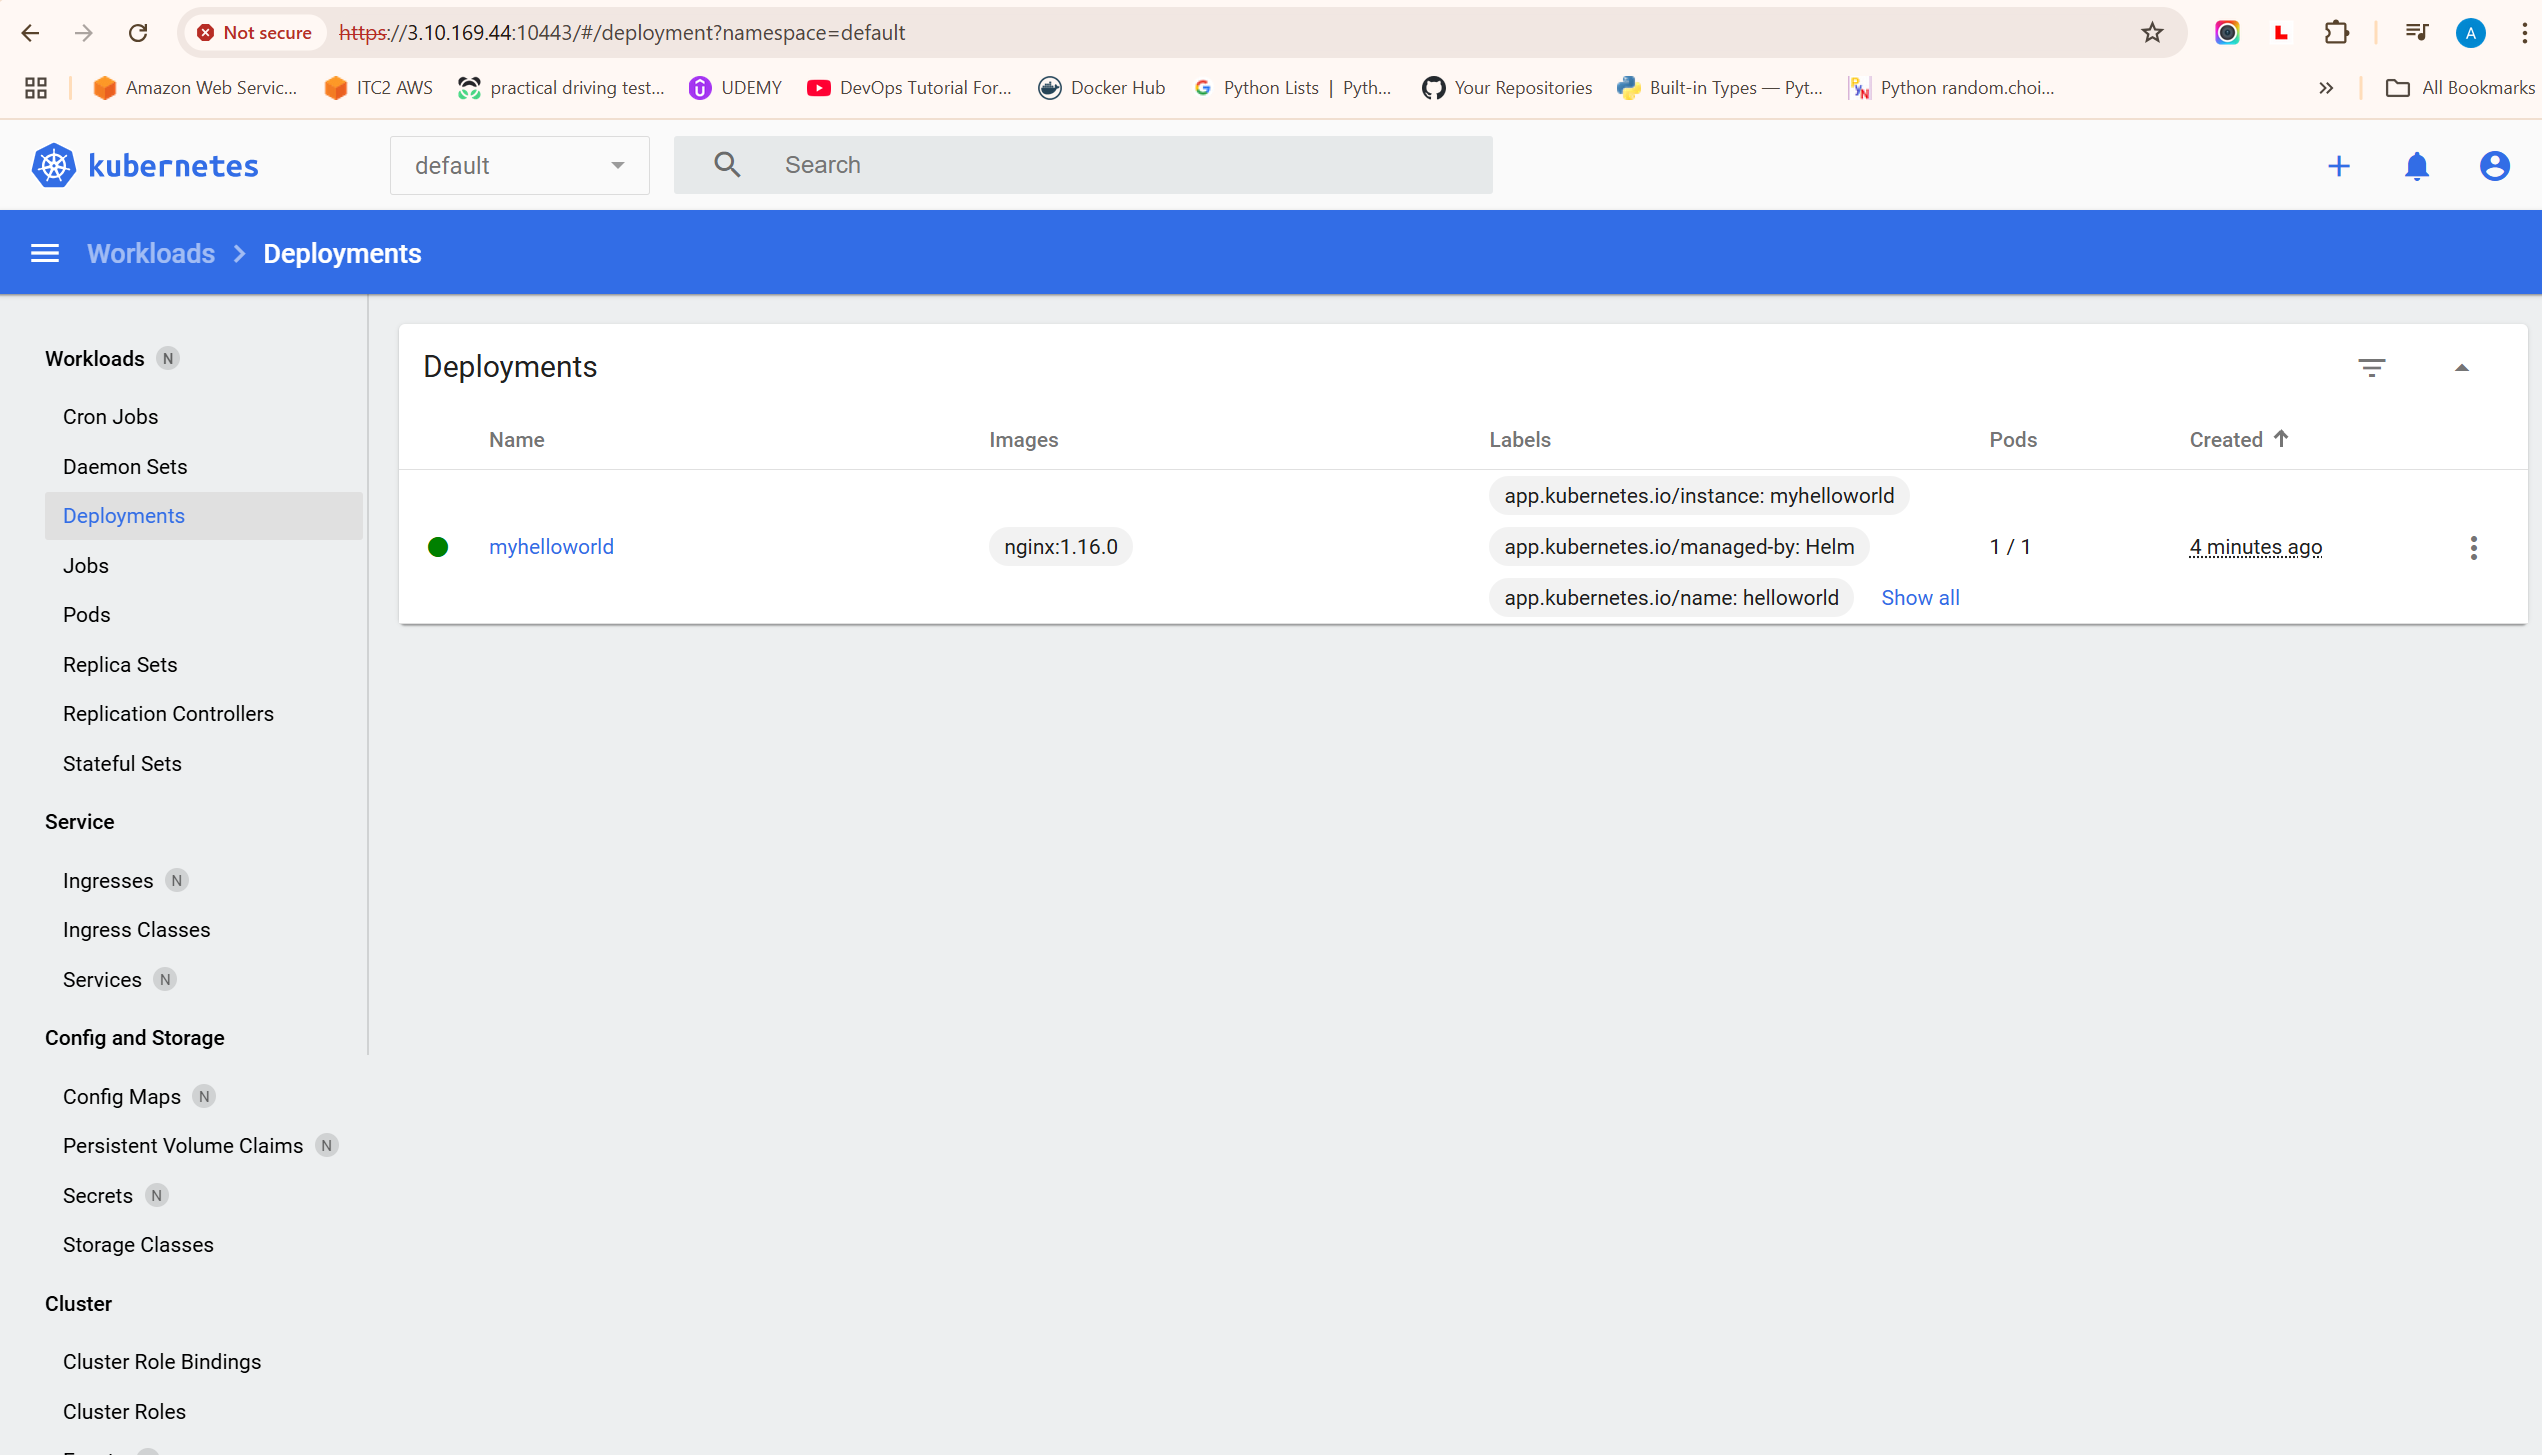 Not secure https://3.10.169.44:10443/#/deployment?namespace=default A
Amazon Web Servic... ITC2 AWS practical driving test... UDEMY DevOps Tutorial For... Docker Hub Python Lists | Pyth... Your Repositories Built-in Types — Pyt... Python random.choi... » All Bookmarks
kubernetes default Search
Workloads Deployments
Workloads N
Cron Jobs
Daemon Sets
Deployments
Jobs
Pods
Replica Sets
Replication Controllers
Stateful Sets
Service
Ingresses N
Ingress Classes
Services N
Config and Storage
Config Maps N
Persistent Volume Claims N
Secrets N
Storage Classes
Cluster
Cluster Role Bindings
Cluster Roles
Deployments
Name Images Labels Pods Created
myhelloworld nginx:1.16.0
app.kubernetes.io/instance: myhelloworld
app.kubernetes.io/managed-by: Helm
app.kubernetes.io/name: helloworld Show all
1 / 1 4 minutes ago